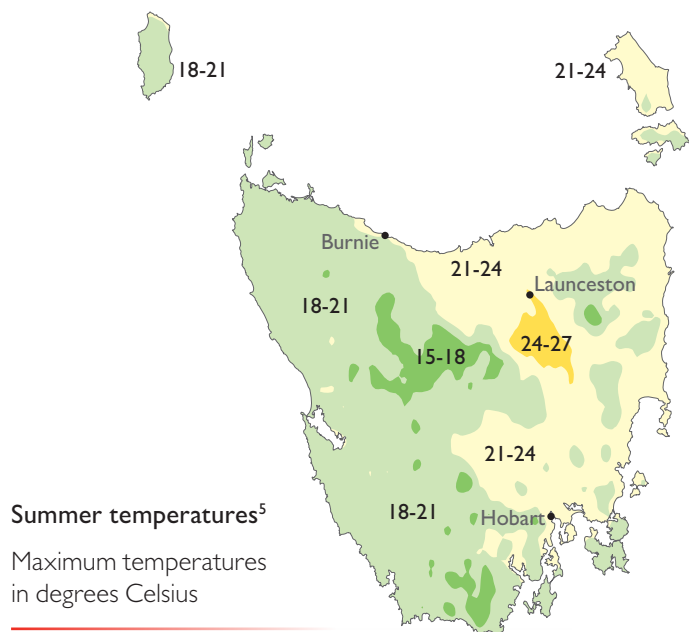 18-21
21-24
Burnie
21-24
Launceston
18-21
24-27
15-18
21-24
18-21
Hobart
Summer temperatures⁵
Maximum temperatures
in degrees Celsius